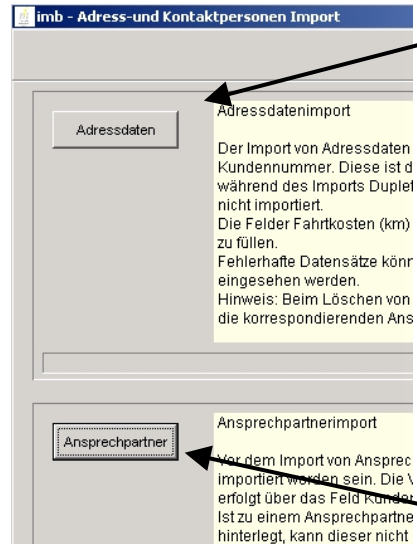 imb - Adress-und Kontaktpersonen Import
Adressdaten
Adressdatenimport
Der Import von Adressdaten
Kundennummer. Diese ist d
während des Imports Duplet
nicht importiert.
Die Felder Fahrtkosten (km)
zu füllen.
Fehlerhafte Datensätze könn
eingesehen werden.
Hinweis: Beim Löschen von
die korrespondierenden Ans
Ansprechpartner
Ansprechpartnerimport
Vor dem Import von Ansprec
importiert worden sein. Die V
erfolgt über das Feld Kunden
Ist zu einem Ansprechpartne
hinterlegt, kann dieser nicht